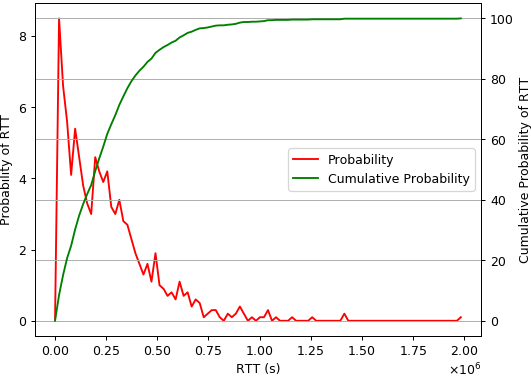 Probability of RTT
8
6
4
2
0
100
80
60
40
20
0
Cumulative Probability of RTT
Probability
Cumulative Probability
0.00 0.25 0.50 0.75 1.00 1.25 1.50 1.75 2.00
RTT (s)
×10⁶